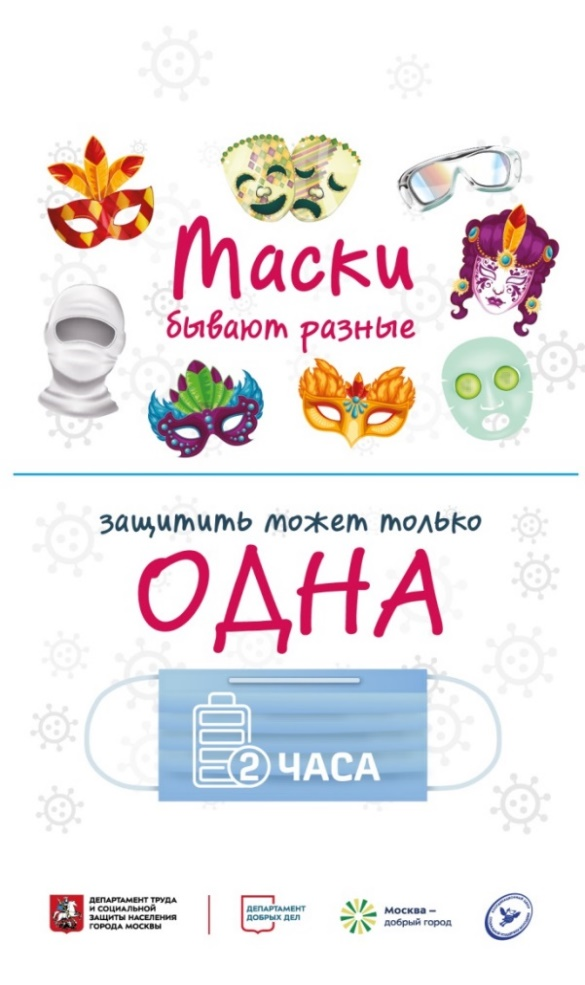 Маски
бывают разные
защитить может только
ОДНА
2 ЧАСА
ДЕПАРТАМЕНТ ТРУДА
И СОЦИАЛЬНОЙ
ЗАЩИТЫ НАСЕЛЕНИЯ
ГОРОДА МОСКВЫ
ДЕПАРТАМЕНТ
ДОБРЫХ ДЕЛ
Москва –
добрый город